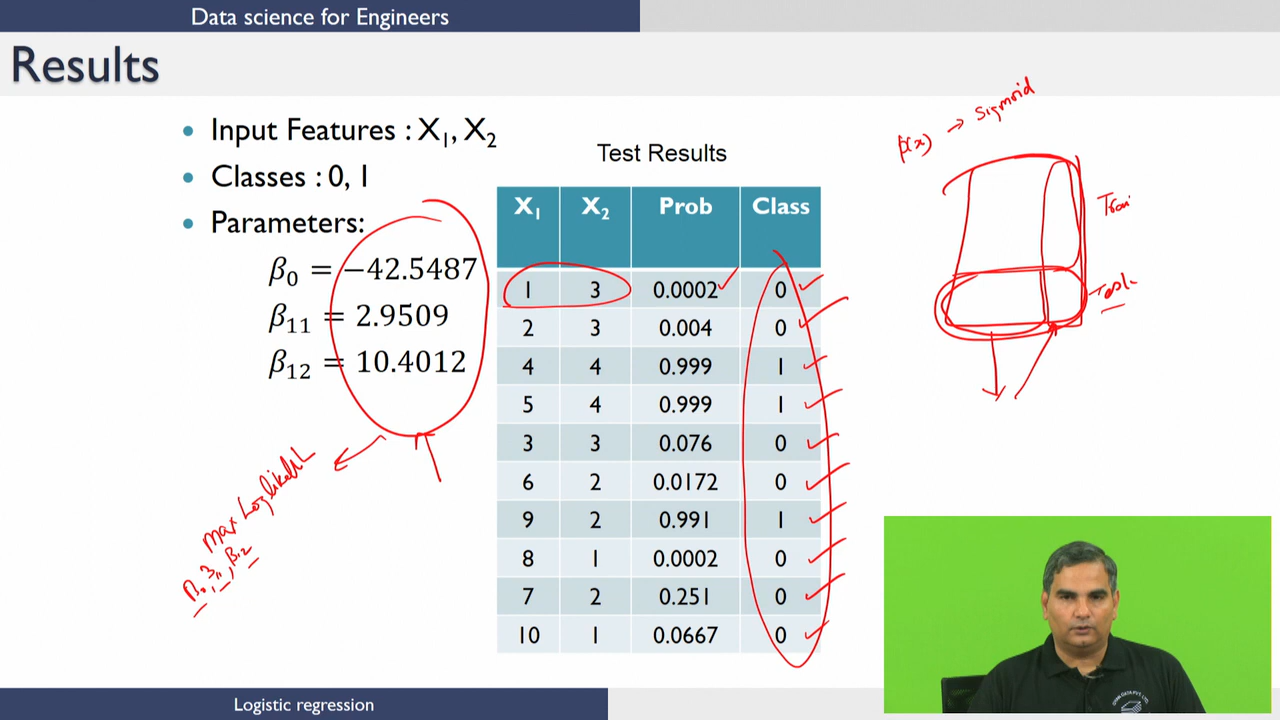 Data science for Engineers
Results
• Input Features : X₁, X₂
• Classes : 0, 1
• Parameters:
β₀ = −42.5487
β₁₁ = 2.9509
β₁₂ = 10.4012
Test Results
X₁ X₂ Prob Class
1 3 0.0002 0
2 3 0.004 0
4 4 0.999 1
5 4 0.999 1
3 3 0.076 0
6 2 0.0172 0
9 2 0.991 1
8 1 0.0002 0
7 2 0.251 0
10 1 0.0667 0
p(x) → Sigmoid
max Log
β₀, β₁₁, β₁₂
Logistic regression